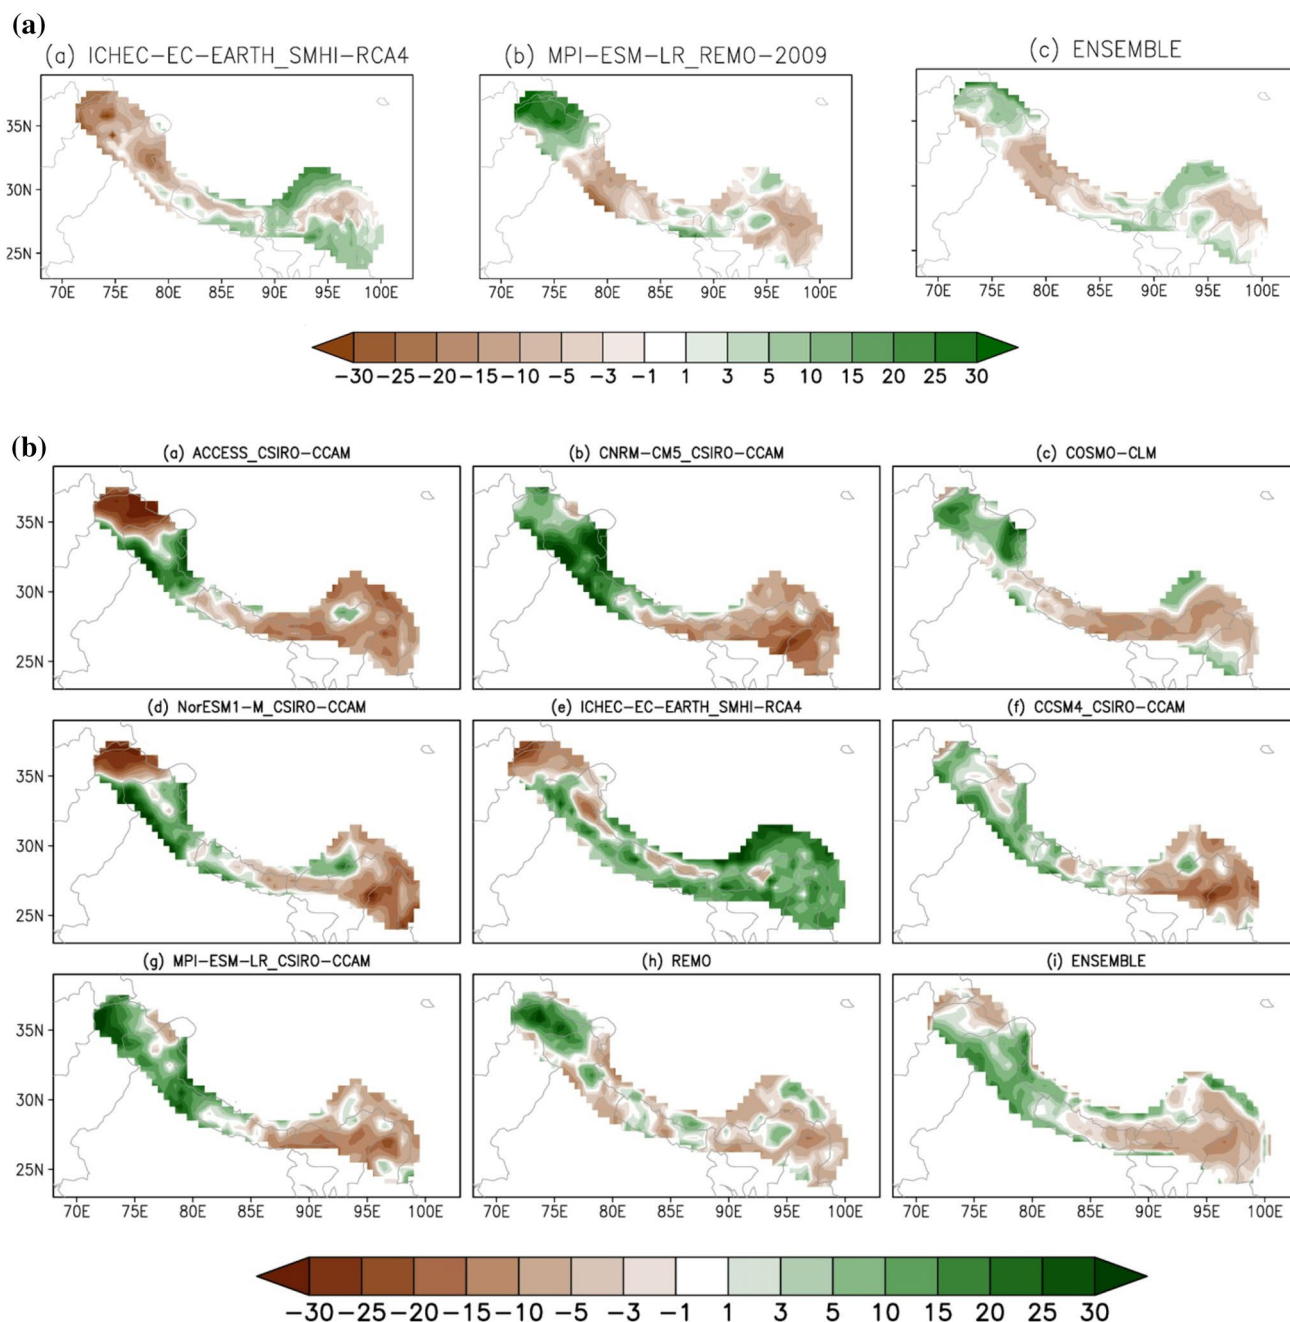 (a)
(a) ICHEC-EC-EARTH_SMHI-RCA4
(b) MPI-ESM-LR_REMO-2009
(c) ENSEMBLE
35N
30N
25N
70E 75E 80E 85E 90E 95E 100E
70E 75E 80E 85E 90E 95E 100E
70E 75E 80E 85E 90E 95E 100E
-30 -25 -20 -15 -10 -5 -3 -1 1 3 5 10 15 20 25 30
(b)
(a) ACCESS_CSIRO-CCAM
(b) CNRM-CM5_CSIRO-CCAM
(c) COSMO-CLM
35N
30N
25N
(d) NorESM1-M_CSIRO-CCAM
(e) ICHEC-EC-EARTH_SMHI-RCA4
(f) CCSM4_CSIRO-CCAM
35N
30N
25N
(g) MPI-ESM-LR_CSIRO-CCAM
(h) REMO
(i) ENSEMBLE
35N
30N
25N
70E 75E 80E 85E 90E 95E 100E
70E 75E 80E 85E 90E 95E 100E
70E 75E 80E 85E 90E 95E 100E
-30 -25 -20 -15 -10 -5 -3 -1 1 3 5 10 15 20 25 30